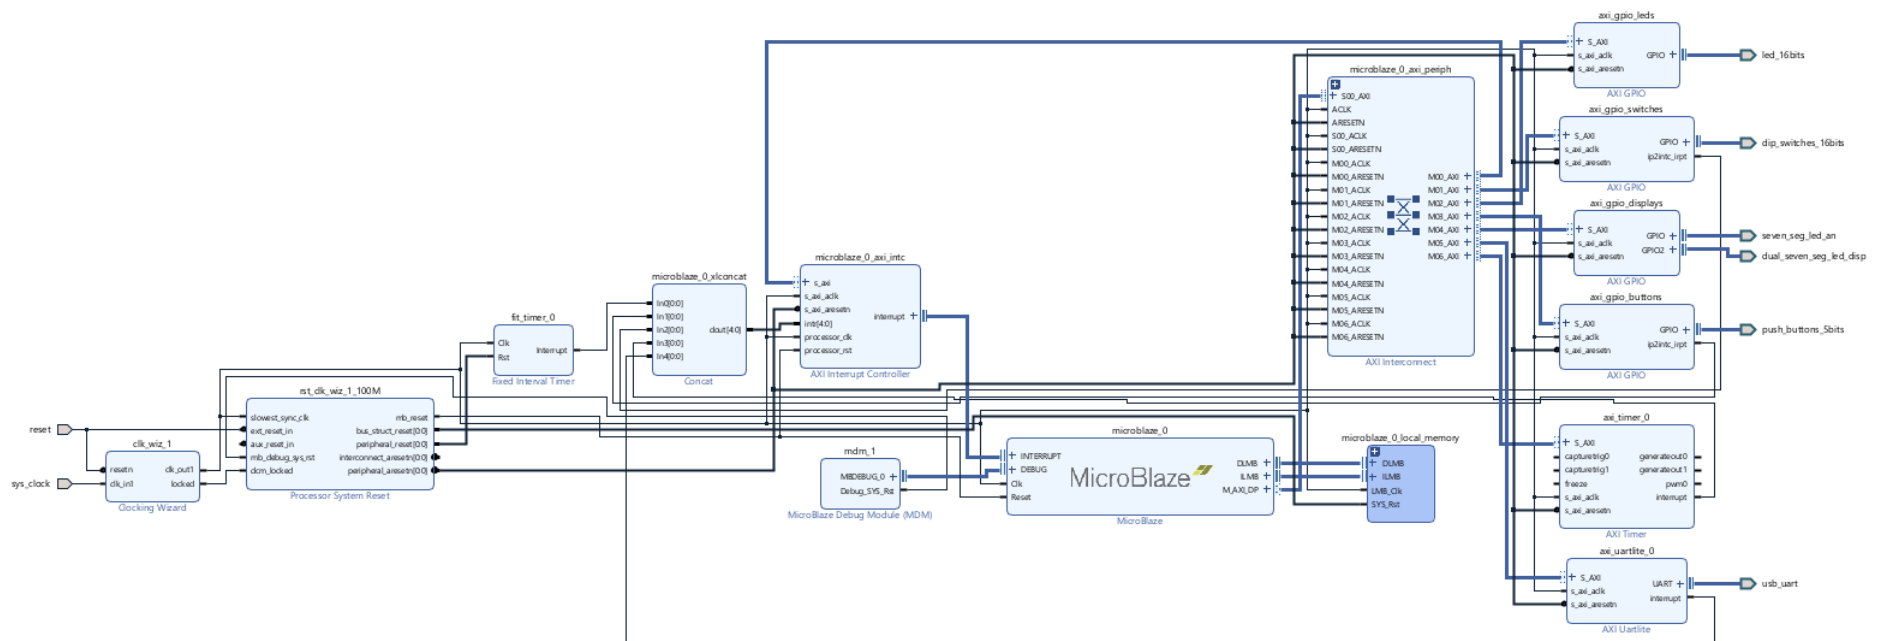 reset
sys_clock
clk_wiz_1
resetn
clk_in1
clk_out1
locked
Clocking Wizard
rst_clk_wiz_1_100M
slowest_sync_clk
ext_reset_in
aux_reset_in
mb_debug_sys_rst
dcm_locked
mb_reset
bus_struct_reset[0:0]
peripheral_reset[0:0]
interconnect_aresetn[0:0]
peripheral_aresetn[0:0]
Processor System Reset
fit_timer_0
Clk
Rst
Interrupt
Fixed Interval Timer
microblaze_0_xlconcat
In0[0:0]
In1[0:0]
In2[0:0]
In3[0:0]
In4[0:0]
dout[4:0]
Concat
microblaze_0_axi_intc
s_axi
s_axi_aclk
s_axi_aresetn
intr[4:0]
processor_clk
processor_rst
interrupt
AXI Interrupt Controller
mdm_1
MBDEBUG_0
Debug_SYS_Rst
MicroBlaze Debug Module (MDM)
microblaze_0
INTERRUPT
DEBUG
Clk
Reset
MicroBlaze
DLMB
ILMB
M_AXI_DP
MicroBlaze
microblaze_0_local_memory
DLMB
ILMB
LMB_Clk
SYS_Rst
microblaze_0_axi_periph
S00_AXI
ACLK
ARESETN
S00_ACLK
S00_ARESETN
M00_ACLK
M00_ARESETN
M01_ACLK
M01_ARESETN
M02_ACLK
M02_ARESETN
M03_ACLK
M03_ARESETN
M04_ACLK
M04_ARESETN
M05_ACLK
M05_ARESETN
M06_ACLK
M06_ARESETN
M00_AXI
M01_AXI
M02_AXI
M03_AXI
M04_AXI
M05_AXI
M06_AXI
AXI Interconnect
axi_gpio_leds
S_AXI
s_axi_aclk
s_axi_aresetn
GPIO
AXI GPIO
led_16bits
axi_gpio_switches
S_AXI
s_axi_aclk
s_axi_aresetn
GPIO
ip2intc_irpt
AXI GPIO
dip_switches_16bits
axi_gpio_displays
S_AXI
s_axi_aclk
s_axi_aresetn
GPIO
GPIO2
AXI GPIO
seven_seg_led_an
dual_seven_seg_led_disp
axi_gpio_buttons
S_AXI
s_axi_aclk
s_axi_aresetn
GPIO
ip2intc_irpt
AXI GPIO
push_buttons_5bits
axi_timer_0
S_AXI
capturetrig0
capturetrig1
freeze
s_axi_aclk
s_axi_aresetn
generateout0
generateout1
pwm0
interrupt
AXI Timer
axi_uartlite_0
S_AXI
s_axi_aclk
s_axi_aresetn
UART
interrupt
AXI Uartlite
usb_uart